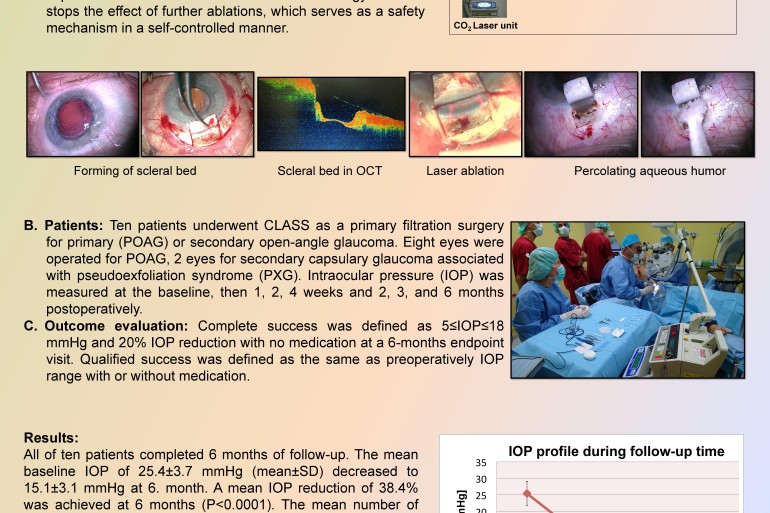 stops the effect of further ablations, which serves as a safety
mechanism in a self-controlled manner.
CO2 Laser unit
Forming of scleral bed
Scleral bed in OCT
Laser ablation
Percolating aqueous humor
B. Patients: Ten patients underwent CLASS as a primary filtration surgery
for primary (POAG) or secondary open-angle glaucoma. Eight eyes were
operated for POAG, 2 eyes for secondary capsulary glaucoma associated
with pseudoexfoliation syndrome (PXG). Intraocular pressure (IOP) was
measured at the baseline, then 1, 2, 4 weeks and 2, 3, and 6 months
postoperatively.
C. Outcome evaluation: Complete success was defined as 5≤IOP≤18
mmHg and 20% IOP reduction with no medication at a 6-months endpoint
visit. Qualified success was defined as the same as preoperatively IOP
range with or without medication.
Results:
All of ten patients completed 6 months of follow-up. The mean
baseline IOP of 25.4±3.7 mmHg (mean±SD) decreased to
15.1±3.1 mmHg at 6. month. A mean IOP reduction of 38.4%
was achieved at 6 months (P<0.0001). The mean number of
IOP profile during follow-up time
35
30
25
20